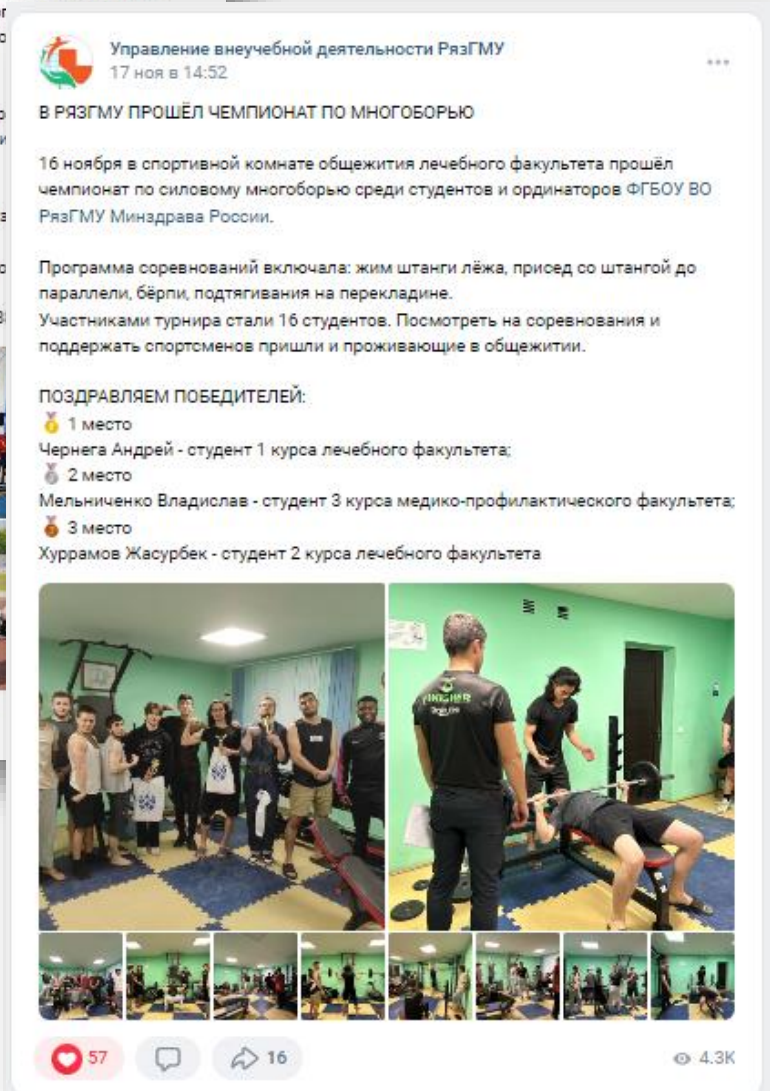 Управление внеучебной деятельности РязГМУ
17 ноя в 14:52
В РЯЗГМУ ПРОШЁЛ ЧЕМПИОНАТ ПО МНОГОБОРЬЮ
16 ноября в спортивной комнате общежития лечебного факультета прошёл
чемпионат по силовому многоборью среди студентов и ординаторов ФГБОУ ВО
РязГМУ Минздрава России.
Программа соревнований включала: жим штанги лёжа, присед со штангой до
параллели, бёрпи, подтягивания на перекладине.
Участниками турнира стали 16 студентов. Посмотреть на соревнования и
поддержать спортсменов пришли и проживающие в общежитии.
ПОЗДРАВЛЯЕМ ПОБЕДИТЕЛЕЙ:
🥇 1 место
Чернега Андрей - студент 1 курса лечебного факультета;
🥈 2 место
Мельниченко Владислав - студент 3 курса медико-профилактического факультета;
🥉 3 место
Хуррамов Жасурбек - студент 2 курса лечебного факультета
57
16
4.3K